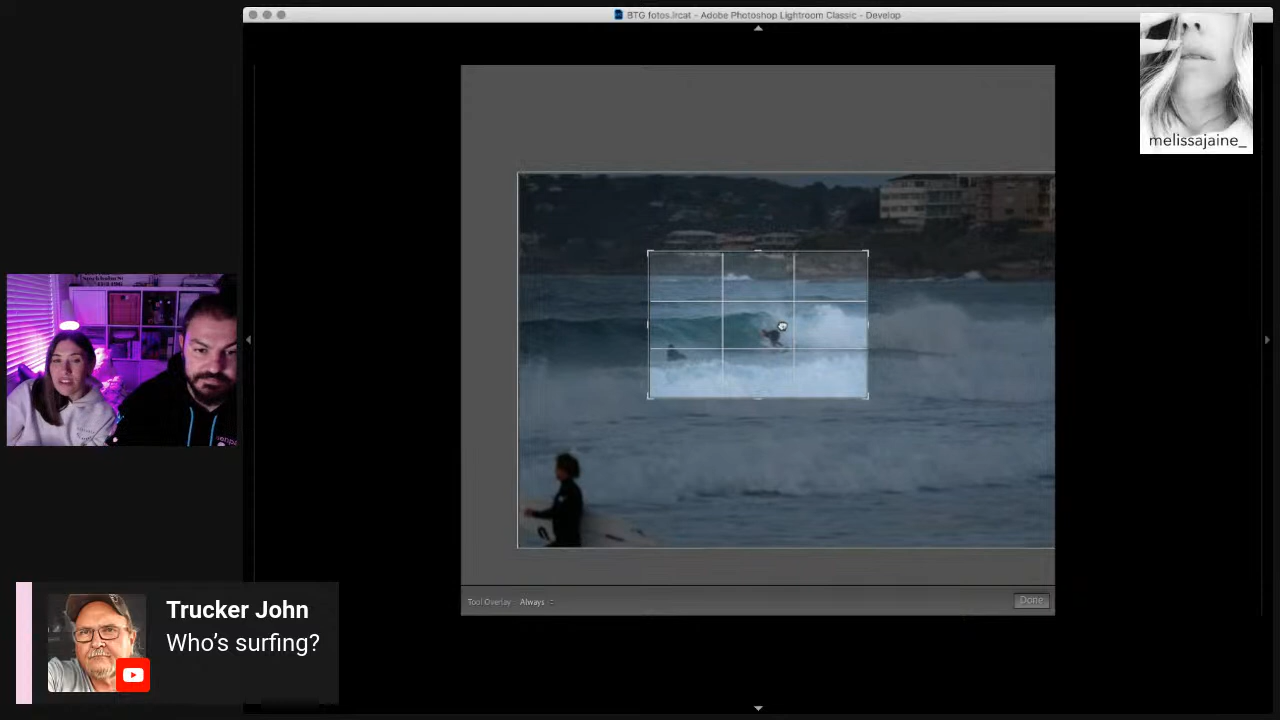 BTG fotos.lrcat - Adobe Photoshop Lightroom Classic - Develop
melissajaine_
Trucker John
Who's surfing?
Tool Overlay: Always
Done